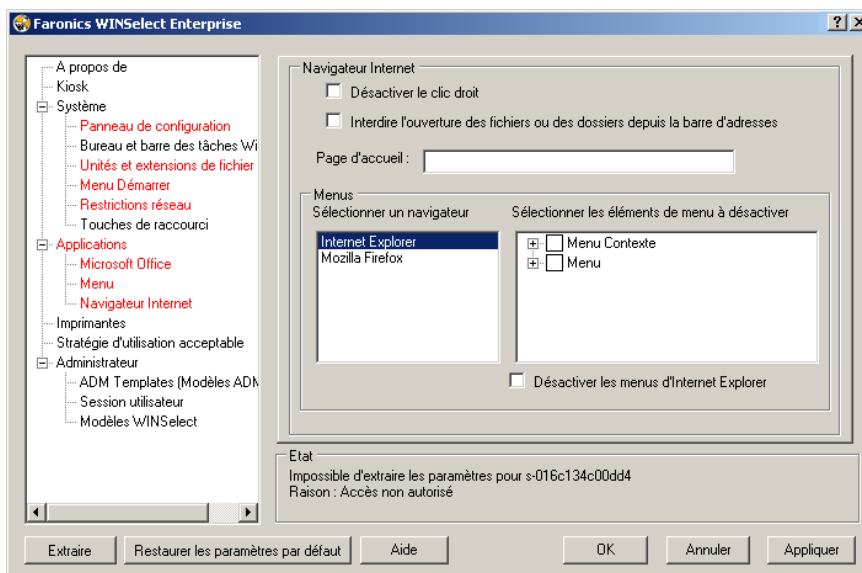 Faronics WINSelect Enterprise
A propos de
Kiosk
Système
Panneau de configuration
Bureau et barre des tâches Wi
Unités et extensions de fichier
Menu Démarrer
Restrictions réseau
Touches de raccourci
Applications
Microsoft Office
Menu
Navigateur Internet
Imprimantes
Stratégie d'utilisation acceptable
Administrateur
ADM Templates (Modèles ADM
Session utilisateur
Modèles WINSelect
Navigateur Internet
Désactiver le clic droit
Interdire l'ouverture des fichiers ou des dossiers depuis la barre d'adresses
Page d'accueil :
Menus
Sélectionner un navigateur
Internet Explorer
Mozilla Firefox
Sélectionner les éléments de menu à désactiver
Menu Contexte
Menu
Désactiver les menus d'Internet Explorer
Etat
Impossible d'extraire les paramètres pour s-016c134c00dd4
Raison : Accès non autorisé
Extraire
Restaurer les paramètres par défaut
Aide
OK
Annuler
Appliquer